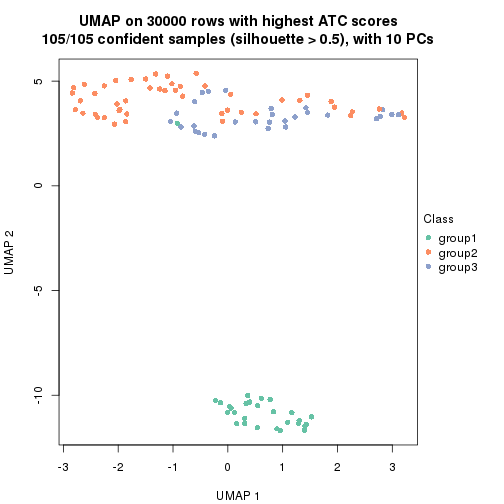 UMAP on 30000 rows with highest ATC scores
105/105 confident samples (silhouette > 0.5), with 10 PCs
5
0
-5
-10
UMAP 2
-3
-2
-1
0
1
2
3
UMAP 1
Class
group1
group2
group3